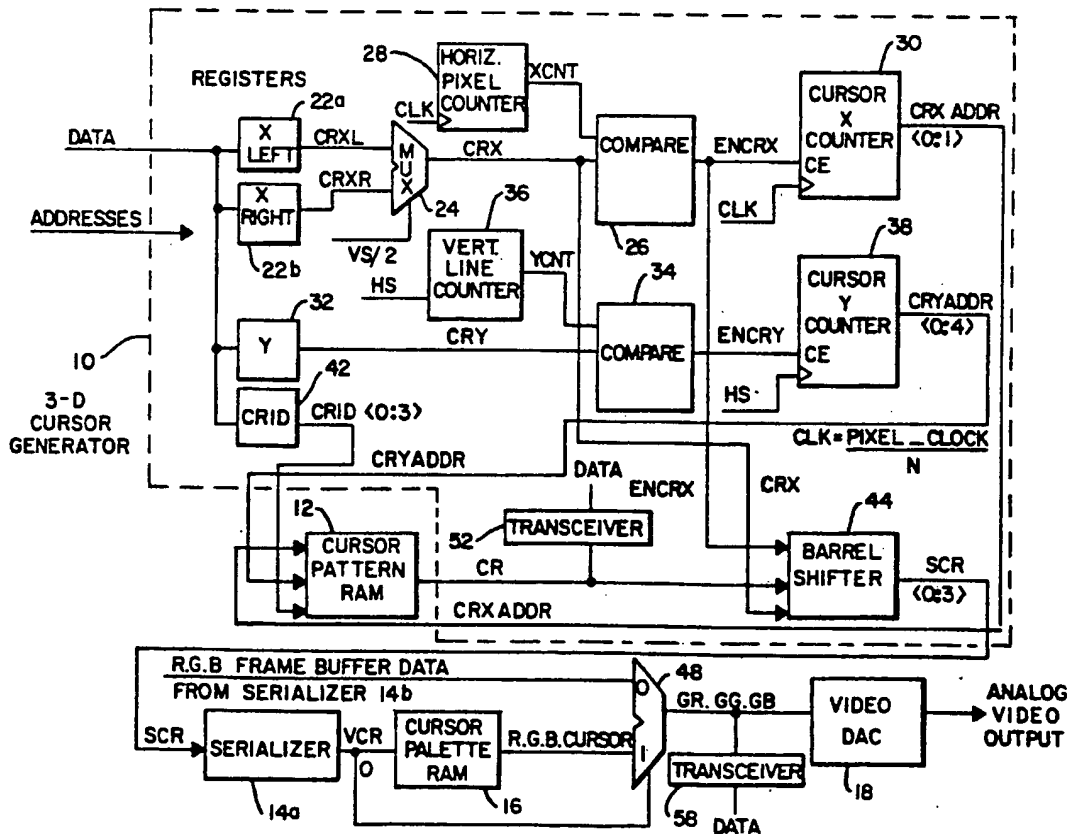 REGISTERS
DATA
ADDRESSES
22a
X
LEFT
CRXL
X
RIGHT
CRXR
22b
MUX
24
VS/2
28
HORIZ.
PIXEL
COUNTER
CLK
XCNT
CRX
36
VERT.
LINE
COUNTER
HS
YCNT
COMPARE
26
ENCRX
30
CURSOR
X
COUNTER
CE
CLK
CRX ADDR
<0:1>
32
Y
CRY
34
COMPARE
ENCRY
38
CURSOR
Y
COUNTER
CE
HS
CRYADDR
<0:4>
10
3-D
CURSOR
GENERATOR
42
CRID
CRID <0:3>
CRYADDR
CLK = PIXEL_CLOCK
N
DATA
ENCRX
CRX
12
CURSOR
PATTERN
RAM
52
TRANSCEIVER
CR
CRXADDR
44
BARREL
SHIFTER
SCR
<0:3>
R.G.B FRAME BUFFER DATA
FROM SERIALIZER 14b
48
0
1
SCR
SERIALIZER
14a
VCR
0
CURSOR
PALETTE
RAM
16
R.G.B.CURSOR
GR.GG.GB
TRANSCEIVER
58
DATA
VIDEO
DAC
18
ANALOG
VIDEO
OUTPUT